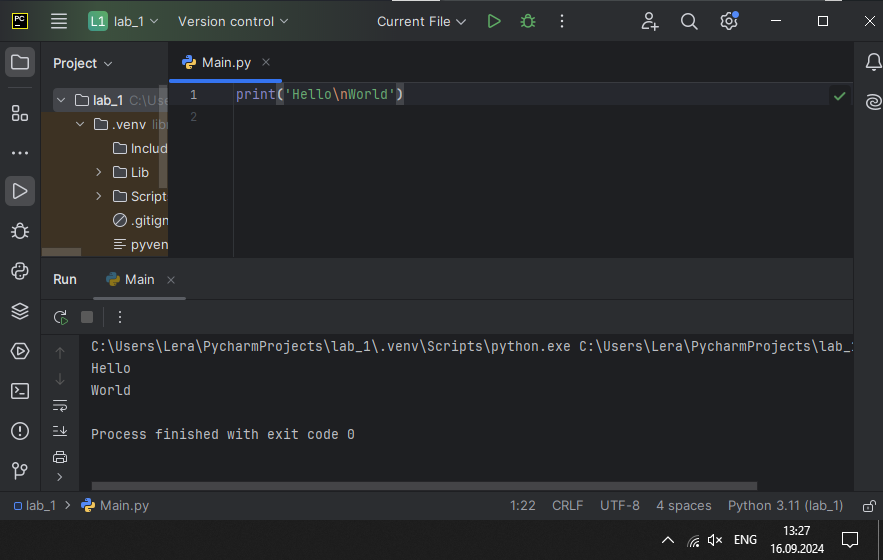 PC L1 lab_1 Version control Current File
Project
Main.py
lab_1 C:\Use
.venv lib
Includ
Lib
Script
.gitign
pyven
1 print('Hello\nWorld')
2
Run Main
C:\Users\Lera\PycharmProjects\lab_1\.venv\Scripts\python.exe C:\Users\Lera\PycharmProjects\lab_
Hello
World
Process finished with exit code 0
lab_1 Main.py 1:22 CRLF UTF-8 4 spaces Python 3.11 (lab_1)
ENG 13:27
16.09.2024